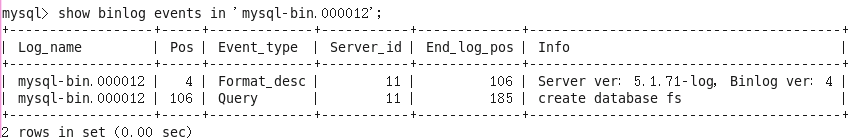 mysql> show binlog events in 'mysql-bin.000012';
+------------------+-----+-------------+-----------+-------------+---------------------------------------+
| Log_name         | Pos | Event_type  | Server_id | End_log_pos | Info                                  |
+------------------+-----+-------------+-----------+-------------+---------------------------------------+
| mysql-bin.000012 |   4 | Format_desc |        11 |         106 | Server ver: 5.1.71-log, Binlog ver: 4 |
| mysql-bin.000012 | 106 | Query       |        11 |         185 | create database fs                    |
+------------------+-----+-------------+-----------+-------------+---------------------------------------+
2 rows in set (0.00 sec)